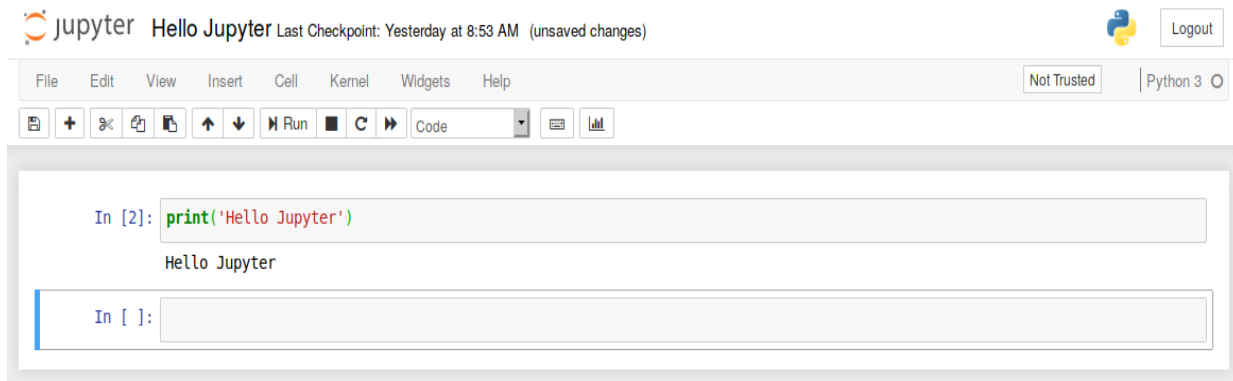 jupyter Hello Jupyter Last Checkpoint: Yesterday at 8:53 AM (unsaved changes) Logout
File Edit View Insert Cell Kernel Widgets Help Not Trusted Python 3
Run Code
In [2]: print('Hello Jupyter')
Hello Jupyter
In [ ]: